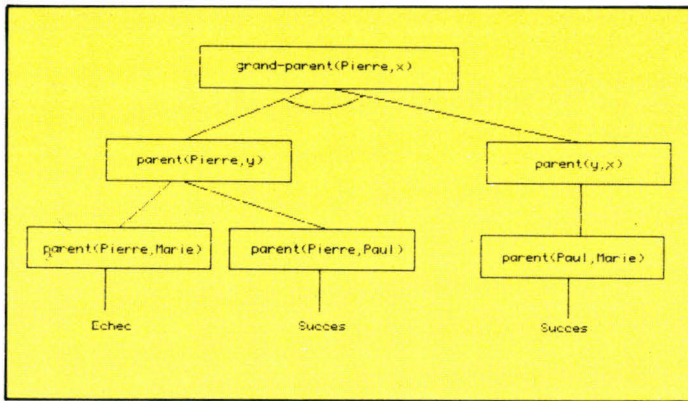 grand-parent(Pierre,x)
parent(Pierre,y)
parent(y,x)
parent(Pierre,Marie)
parent(Pierre,Paul)
parent(Paul,Marie)
Echec
Succes
Succes